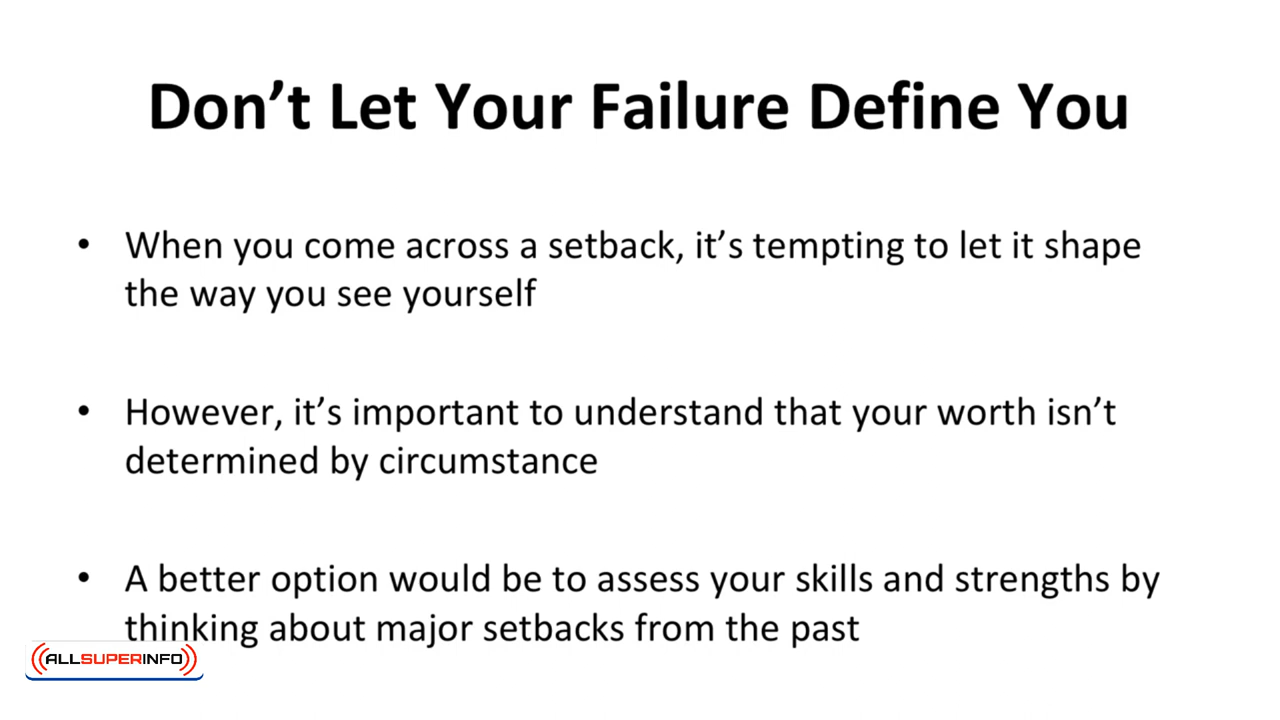 Don’t Let Your Failure Define You
• When you come across a setback, it’s tempting to let it shape
the way you see yourself
• However, it’s important to understand that your worth isn’t
determined by circumstance
• A better option would be to assess your skills and strengths by
thinking about major setbacks from the past
ALLSUPERINFO